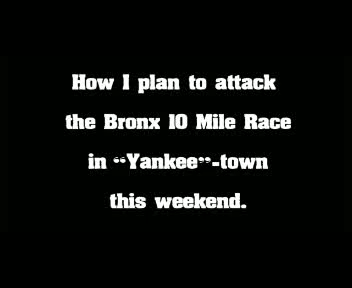 How I plan to attack
the Bronx 10 Mile Race
in “Yankee”-town
this weekend.